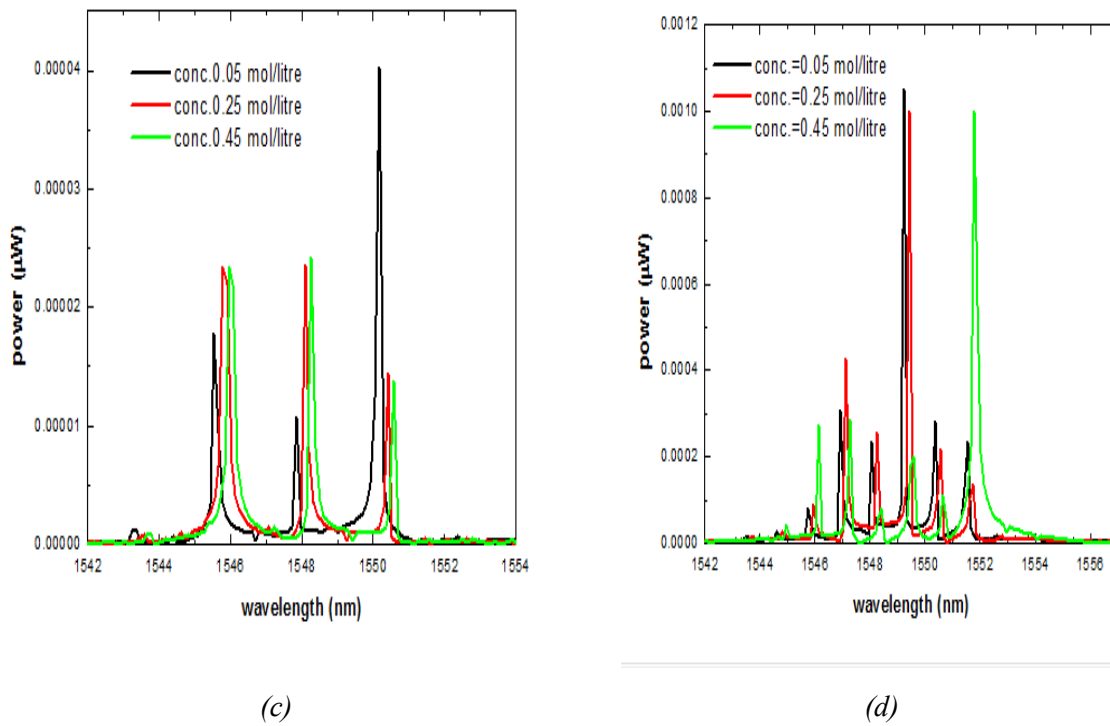 (c)
0.00004
0.00003
0.00002
0.00001
0.00000
power (µW)
conc.0.05 mol/litre
conc.0.25 mol/litre
conc.0.45 mol/litre
1542 1544 1546 1548 1550 1552 1554
wavelength (nm)
(c)
(d)
0.0012
0.0010
0.0008
0.0006
0.0004
0.0002
0.0000
power (µW)
conc.=0.05 mol/litre
conc.=0.25 mol/litre
conc.=0.45 mol/litre
1542 1544 1546 1548 1550 1552 1554 1556
wavelength (nm)
(d)